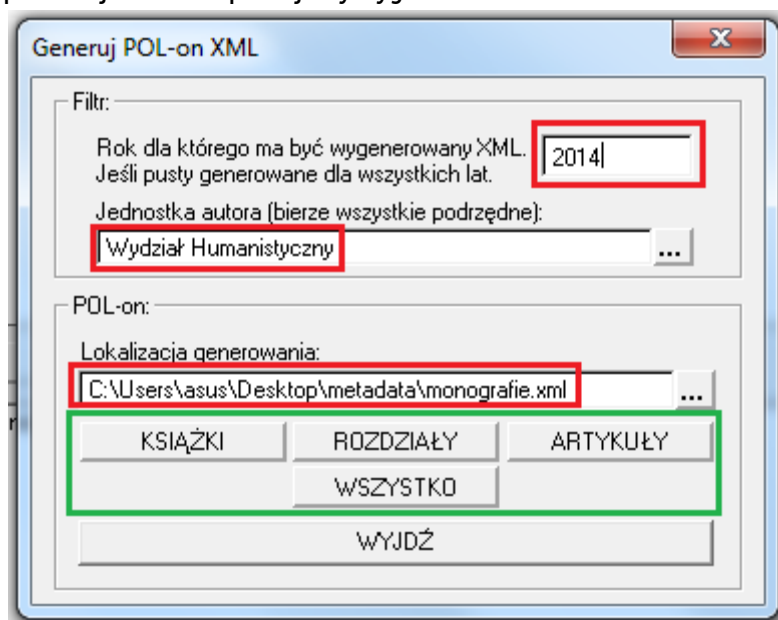 Generuj POL-on XML
Filtr:
Rok dla którego ma być wygenerowany XML.
Jeśli pusty generowane dla wszystkich lat.
2014
Jednostka autora (bierze wszystkie podrzędne):
Wydział Humanistyczny
...
POL-on:
Lokalizacja generowania:
C:\Users\asus\Desktop\metadata\monografie.xml
...
KSIĄŻKI ROZDZIAŁY ARTYKUŁY
WSZYSTKO
WYJDŹ